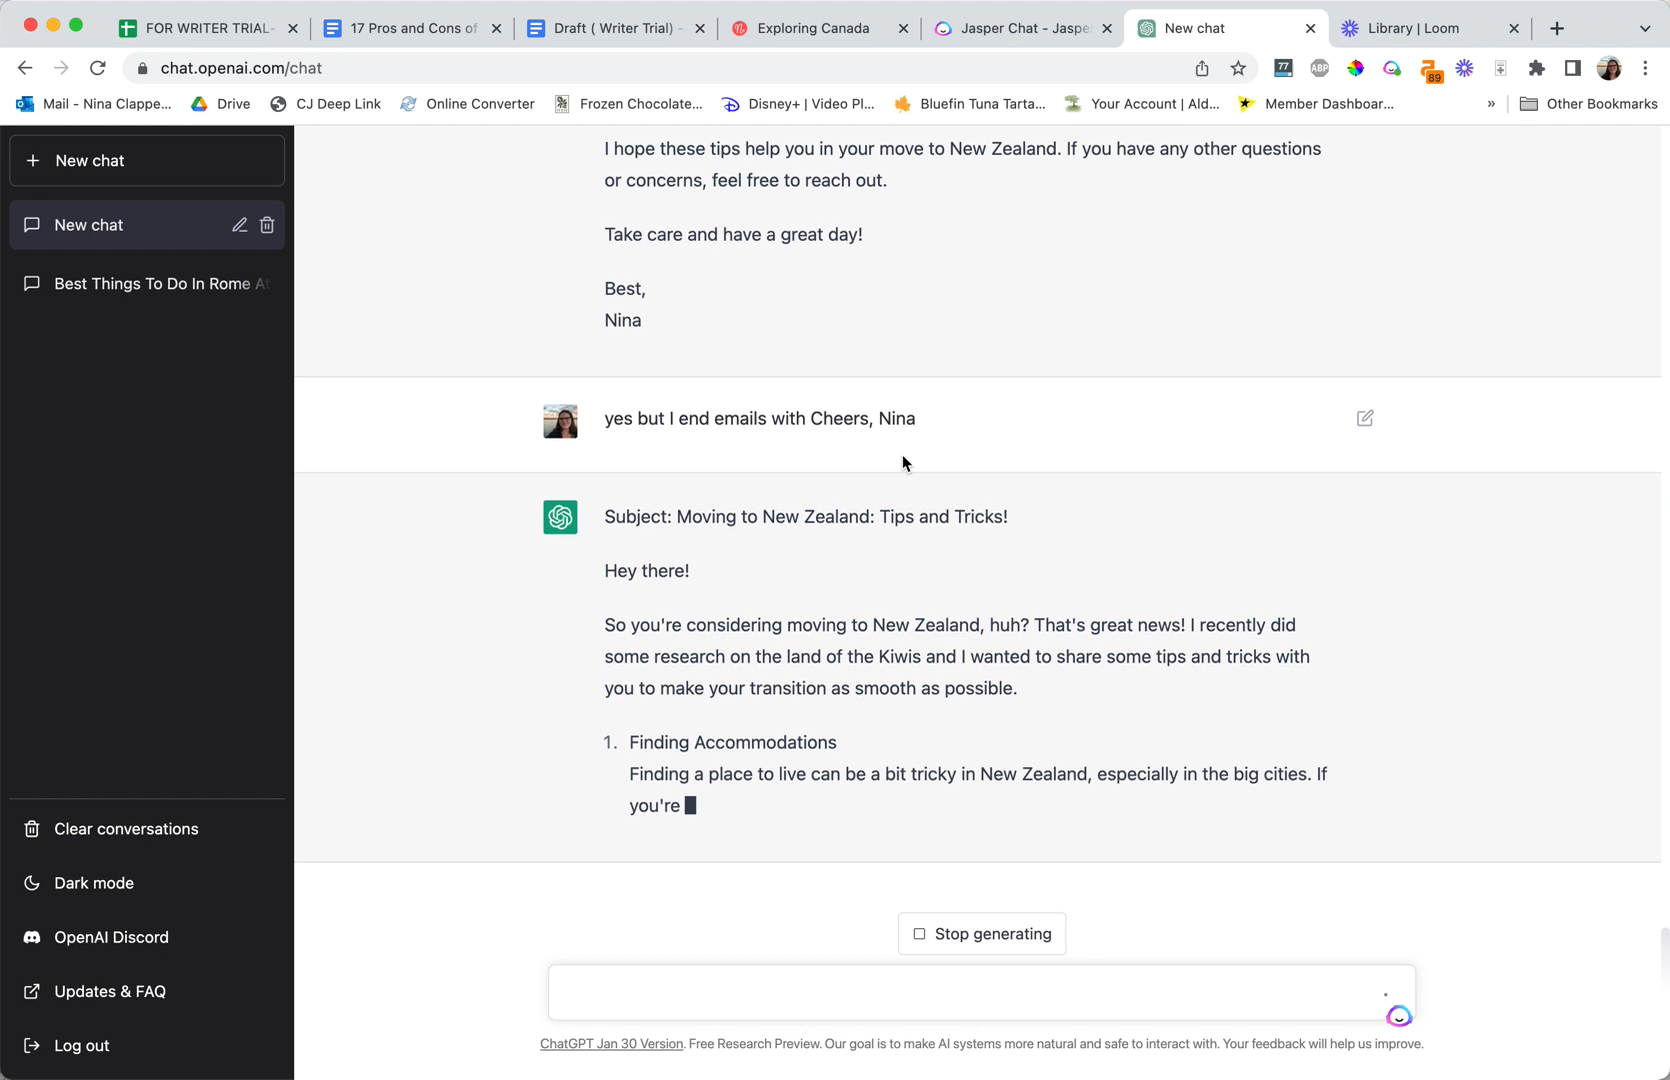 FOR WRITER TRIAL-
17 Pros and Cons of
Draft ( Writer Trial) -
Exploring Canada
Jasper Chat - Jaspe
New chat
Library | Loom
chat.openai.com/chat
77
ABP
89
Mail - Nina Clappe...
Drive
CJ Deep Link
Online Converter
Frozen Chocolate...
Disney+ | Video Pl...
Bluefin Tuna Tarta...
Your Account | Ald...
Member Dashboar...
»
Other Bookmarks
New chat
New chat
Best Things To Do In Rome At
Clear conversations
Dark mode
OpenAI Discord
Updates & FAQ
Log out
I hope these tips help you in your move to New Zealand. If you have any other questions
or concerns, feel free to reach out.
Take care and have a great day!
Best,
Nina
yes but I end emails with Cheers, Nina
Subject: Moving to New Zealand: Tips and Tricks!
Hey there!
So you're considering moving to New Zealand, huh? That's great news! I recently did
some research on the land of the Kiwis and I wanted to share some tips and tricks with
you to make your transition as smooth as possible.
1. Finding Accommodations
Finding a place to live can be a bit tricky in New Zealand, especially in the big cities. If
you're
Stop generating
ChatGPT Jan 30 Version. Free Research Preview. Our goal is to make AI systems more natural and safe to interact with. Your feedback will help us improve.